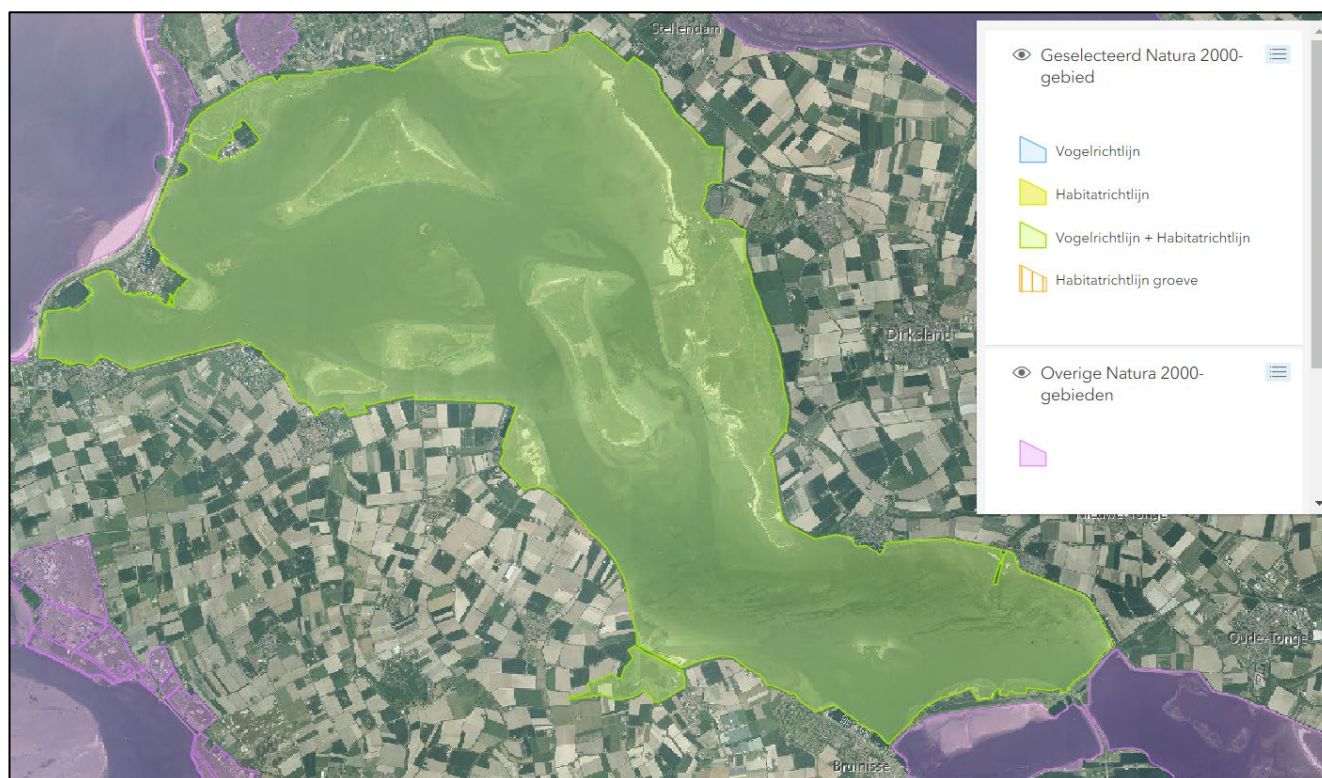 Stellendam
Geselecteerd Natura 2000-
gebied
Vogelrichtlijn
Habitatrichtlijn
Vogelrichtlijn + Habitatrichtlijn
Habitatrichtlijn groeve
Dirksland
Overige Natura 2000-
gebieden
Oude-Tonge
Bruinisse